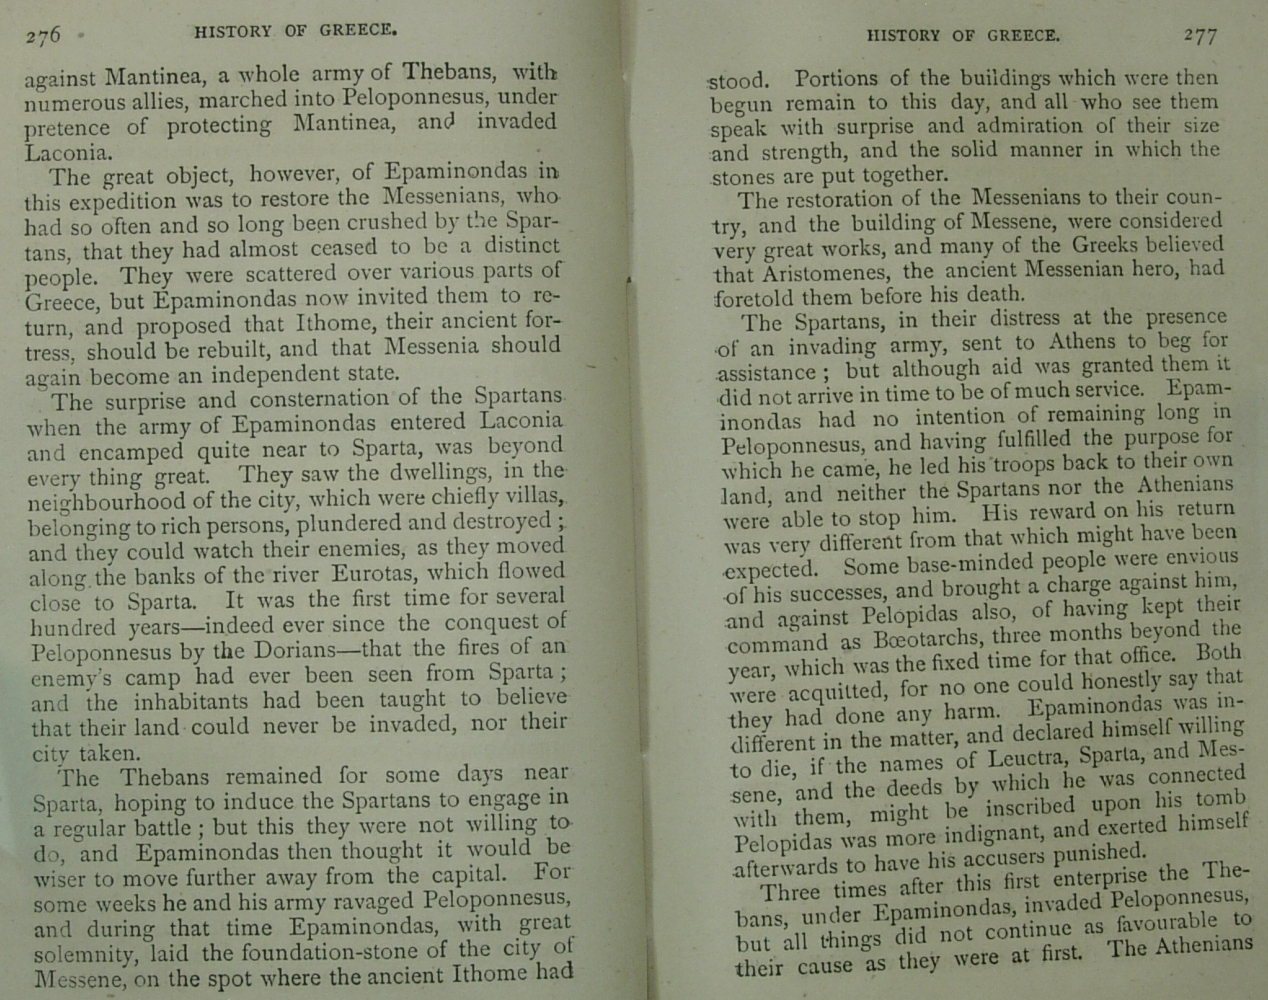 276
HISTORY OF GREECE.
against Mantinea, a whole army of Thebans, with
numerous allies, marched into Peloponnesus, under
pretence of protecting Mantinea, and invaded
Laconia.
The great object, however, of Epaminondas in
this expedition was to restore the Messenians, who
had so often and so long been crushed by the Spar-
tans, that they had almost ceased to be a distinct
people. They were scattered over various parts of
Greece, but Epaminondas now invited them to re-
turn, and proposed that Ithome, their ancient for-
tress, should be rebuilt, and that Messenia should
again become an independent state.
The surprise and consternation of the Spartans
when the army of Epaminondas entered Laconia
and encamped quite near to Sparta, was beyond
every thing great. They saw the dwellings, in the
neighbourhood of the city, which were chiefly villas,
belonging to rich persons, plundered and destroyed ;
and they could watch their enemies, as they moved
along the banks of the river Eurotas, which flowed
close to Sparta. It was the first time for several
hundred years—indeed ever since the conquest of
Peloponnesus by the Dorians—that the fires of an
enemy's camp had ever been seen from Sparta ;
and the inhabitants had been taught to believe
that their land could never be invaded, nor their
city taken.
The Thebans remained for some days near
Sparta, hoping to induce the Spartans to engage in
a regular battle ; but this they were not willing to
do, and Epaminondas then thought it would be
wiser to move further away from the capital. For
some weeks he and his army ravaged Peloponnesus,
and during that time Epaminondas, with great
solemnity, laid the foundation-stone of the city of
Messene, on the spot where the ancient Ithome had
HISTORY OF GREECE.
277
stood. Portions of the buildings which were then
begun remain to this day, and all who see them
speak with surprise and admiration of their size
and strength, and the solid manner in which the
stones are put together.
The restoration of the Messenians to their coun-
try, and the building of Messene, were considered
very great works, and many of the Greeks believed
that Aristomenes, the ancient Messenian hero, had
foretold them before his death.
The Spartans, in their distress at the presence
of an invading army, sent to Athens to beg for
assistance ; but although aid was granted them it
did not arrive in time to be of much service. Epam-
inondas had no intention of remaining long in
Peloponnesus, and having fulfilled the purpose for
which he came, he led his troops back to their own
land, and neither the Spartans nor the Athenians
were able to stop him. His reward on his return
was very different from that which might have been
expected. Some base-minded people were envious
of his successes, and brought a charge against him,
and against Pelopidas also, of having kept their
command as Bœotarchs, three months beyond the
year, which was the fixed time for that office. Both
were acquitted, for no one could honestly say that
they had done any harm. Epaminondas was in-
different in the matter, and declared himself willing
to die, if the names of Leuctra, Sparta, and Mes-
sene, and the deeds by which he was connected
with them, might be inscribed upon his tomb
Pelopidas was more indignant, and exerted himself
afterwards to have his accusers punished.
Three times after this first enterprise the The-
bans, under Epaminondas, invaded Peloponnesus,
but all things did not continue as favourable to
their cause as they were at first. The Athenians